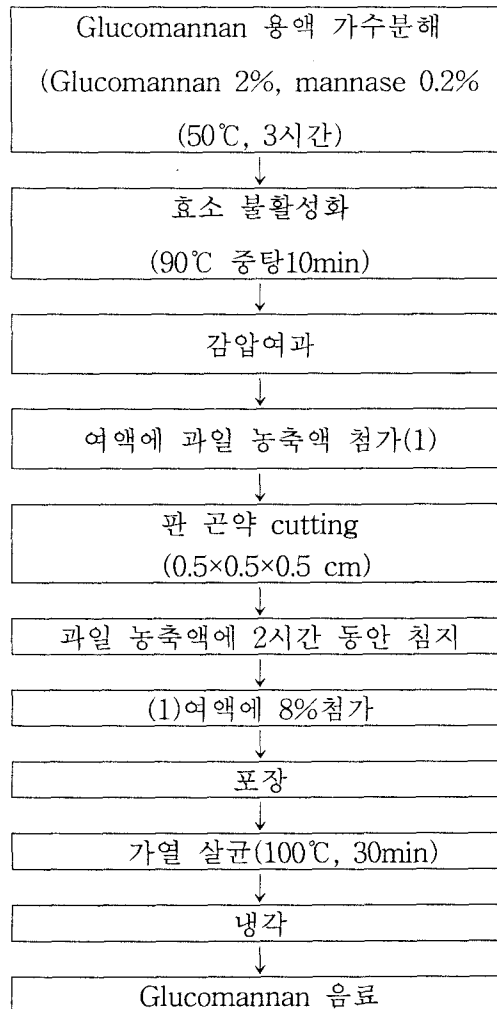 Glucomannan 용액 가수분해
(Glucomannan 2%, mannase 0.2%
(50℃, 3시간)
↓
효소 불활성화
(90℃ 중탕10min)
↓
감압여과
↓
여액에 과일 농축액 첨가(1)
↓
판 곤약 cutting
(0.5×0.5×0.5 cm)
↓
과일 농축액에 2시간 동안 침지
↓
(1)여액에 8%첨가
↓
포장
↓
가열 살균(100℃, 30min)
↓
냉각
↓
Glucomannan 음료